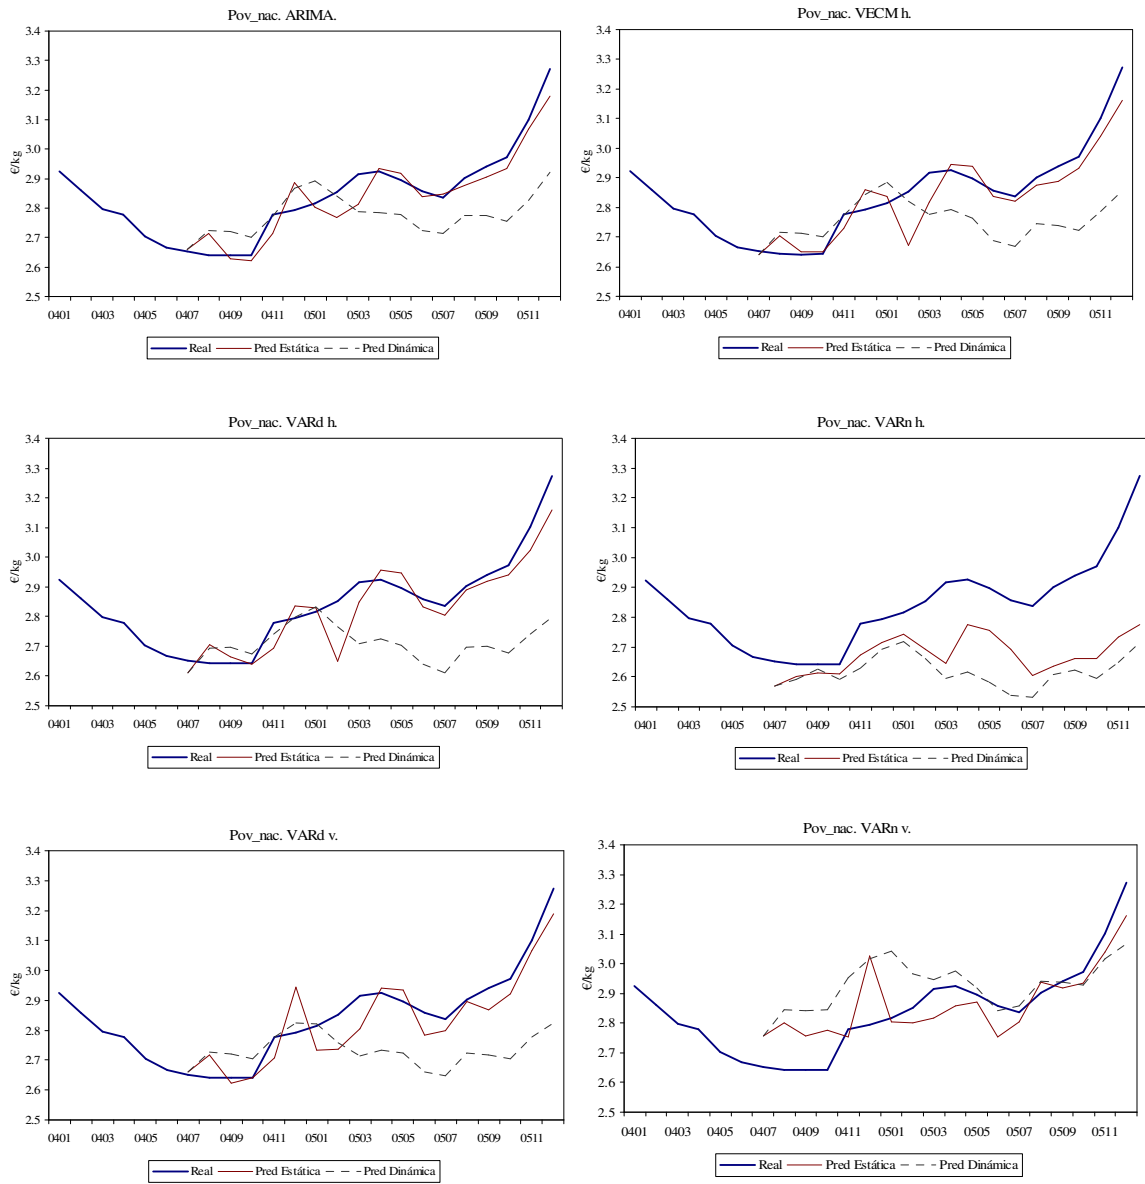 Pov_nac. ARIMA.
3.4
3.3
3.2
3.1
3.0
2.9
2.8
2.7
2.6
2.5
€/kg
0401 0403 0405 0407 0409 0411 0501 0503 0505 0507 0509 0511
Real Pred Estática Pred Dinámica
Pov_nac. VECM h.
3.4
3.3
3.2
3.1
3.0
2.9
2.8
2.7
2.6
2.5
€/kg
0401 0403 0405 0407 0409 0411 0501 0503 0505 0507 0509 0511
Real Pred Estática Pred Dinámica
Pov_nac. VARd h.
3.4
3.3
3.2
3.1
3.0
2.9
2.8
2.7
2.6
2.5
€/kg
0401 0403 0405 0407 0409 0411 0501 0503 0505 0507 0509 0511
Real Pred Estática Pred Dinámica
Pov_nac. VARn h.
3.4
3.3
3.2
3.1
3.0
2.9
2.8
2.7
2.6
2.5
€/kg
0401 0403 0405 0407 0409 0411 0501 0503 0505 0507 0509 0511
Real Pred Estática Pred Dinámica
Pov_nac. VARd v.
3.4
3.3
3.2
3.1
3.0
2.9
2.8
2.7
2.6
2.5
€/kg
0401 0403 0405 0407 0409 0411 0501 0503 0505 0507 0509 0511
Real Pred Estática Pred Dinámica
Pov_nac. VARn v.
3.4
3.3
3.2
3.1
3.0
2.9
2.8
2.7
2.6
2.5
€/kg
0401 0403 0405 0407 0409 0411 0501 0503 0505 0507 0509 0511
Real Pred Estática Pred Dinámica